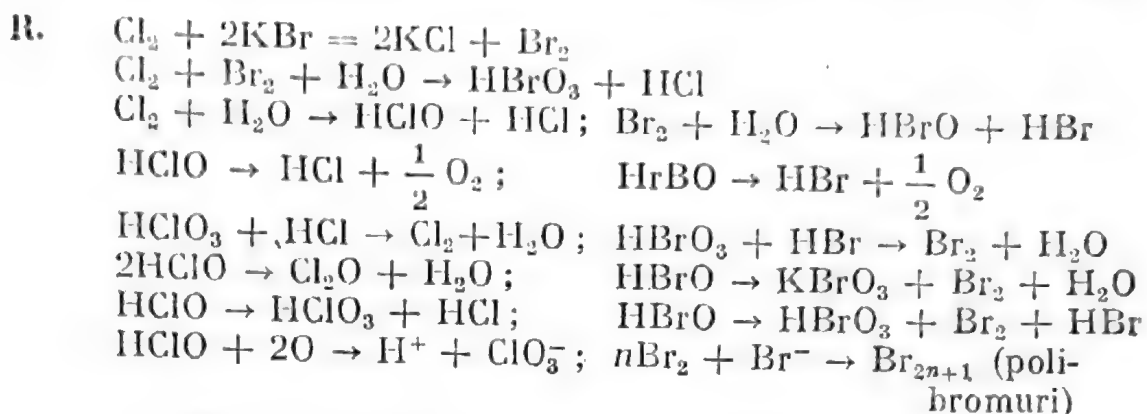 R. Cl₂ + 2KBr = 2KCl + Br₂
Cl₂ + Br₂ + H₂O → HBrO₃ + HCl
Cl₂ + H₂O → HClO + HCl; Br₂ + H₂O → HBrO + HBr
HClO → HCl + 1/2 O₂; HrBO → HBr + 1/2 O₂
HClO₃ + HCl → Cl₂+H₂O; HBrO₃ + HBr → Br₂ + H₂O
2HClO → Cl₂O + H₂O; HBrO → KBrO₃ + Br₂ + H₂O
HClO → HClO₃ + HCl; HBrO → HBrO₃ + Br₂ + HBr
HClO + 2O → H⁺ + ClO₃⁻; nBr₂ + Br⁻ → Br₂ₙ₊₁ (poli-
bromuri)